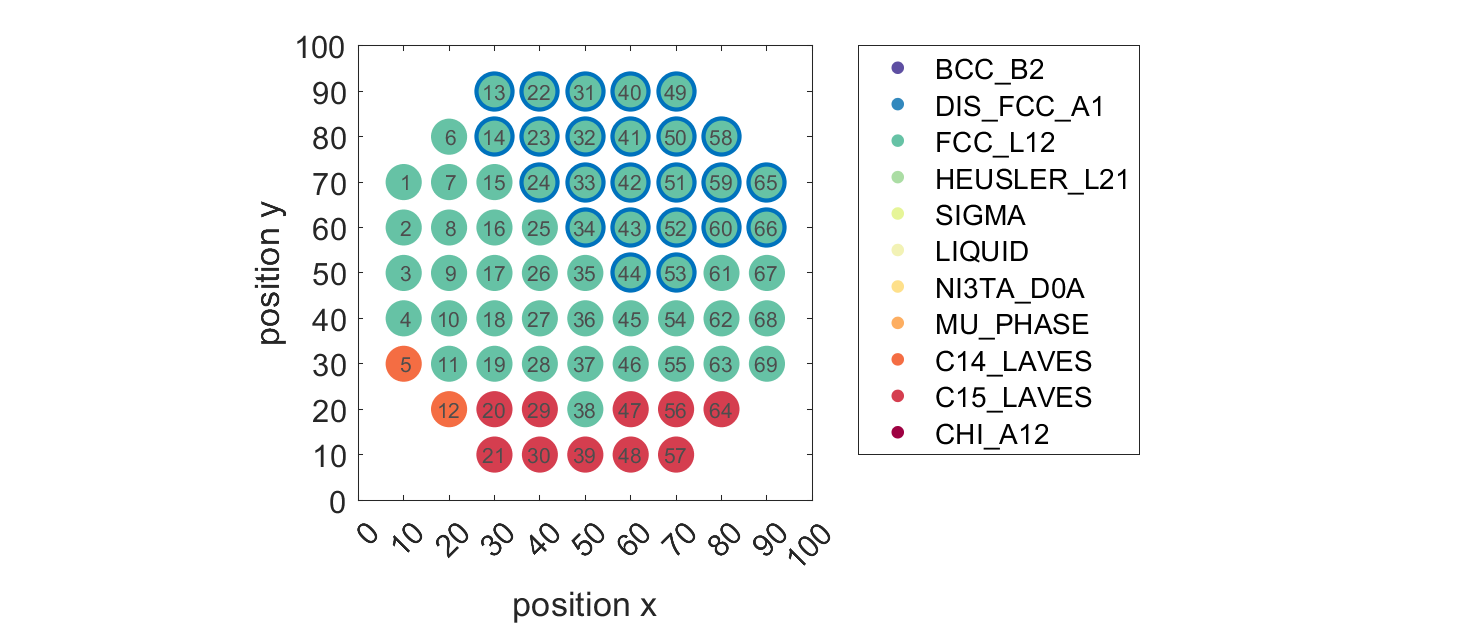 100
90 13 22 31 40 49
80 6 14 23 32 41 50 58
70 1 7 15 24 33 42 51 59 65
60 2 8 16 25 34 43 52 60 66
50 3 9 17 26 35 44 53 61 67
40 4 10 18 27 36 45 54 62 68
30 5 11 19 28 37 46 55 63 69
20 12 20 29 38 47 56 64
10 21 30 39 48 57
0
0 10 20 30 40 50 60 70 80 90 100
position x
position y
BCC_B2
DIS_FCC_A1
FCC_L12
HEUSLER_L21
SIGMA
LIQUID
NI3TA_D0A
MU_PHASE
C14_LAVES
C15_LAVES
CHI_A12